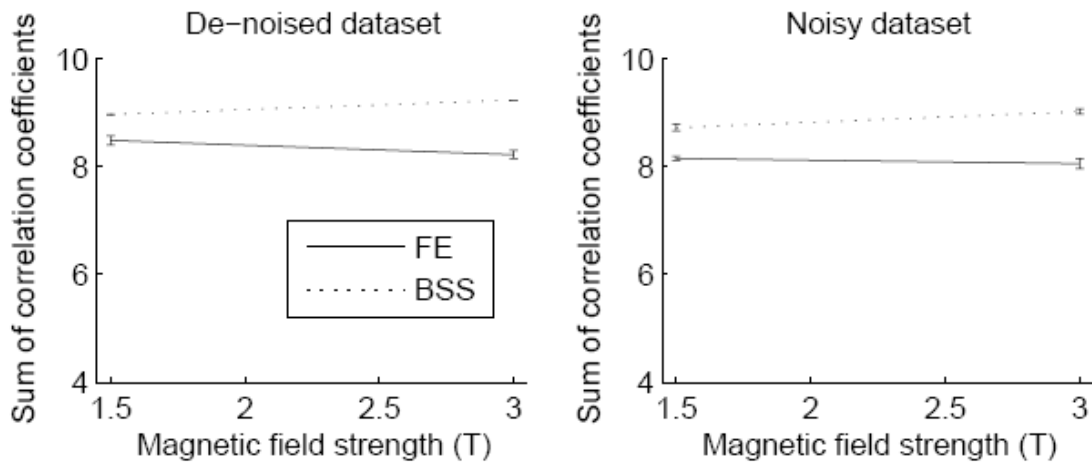 De-noised dataset
Sum of correlation coefficients
10
8
6
4
FE
BSS
1.5 2 2.5 3
Magnetic field strength (T)
Noisy dataset
Sum of correlation coefficients
10
8
6
4
1.5 2 2.5 3
Magnetic field strength (T)